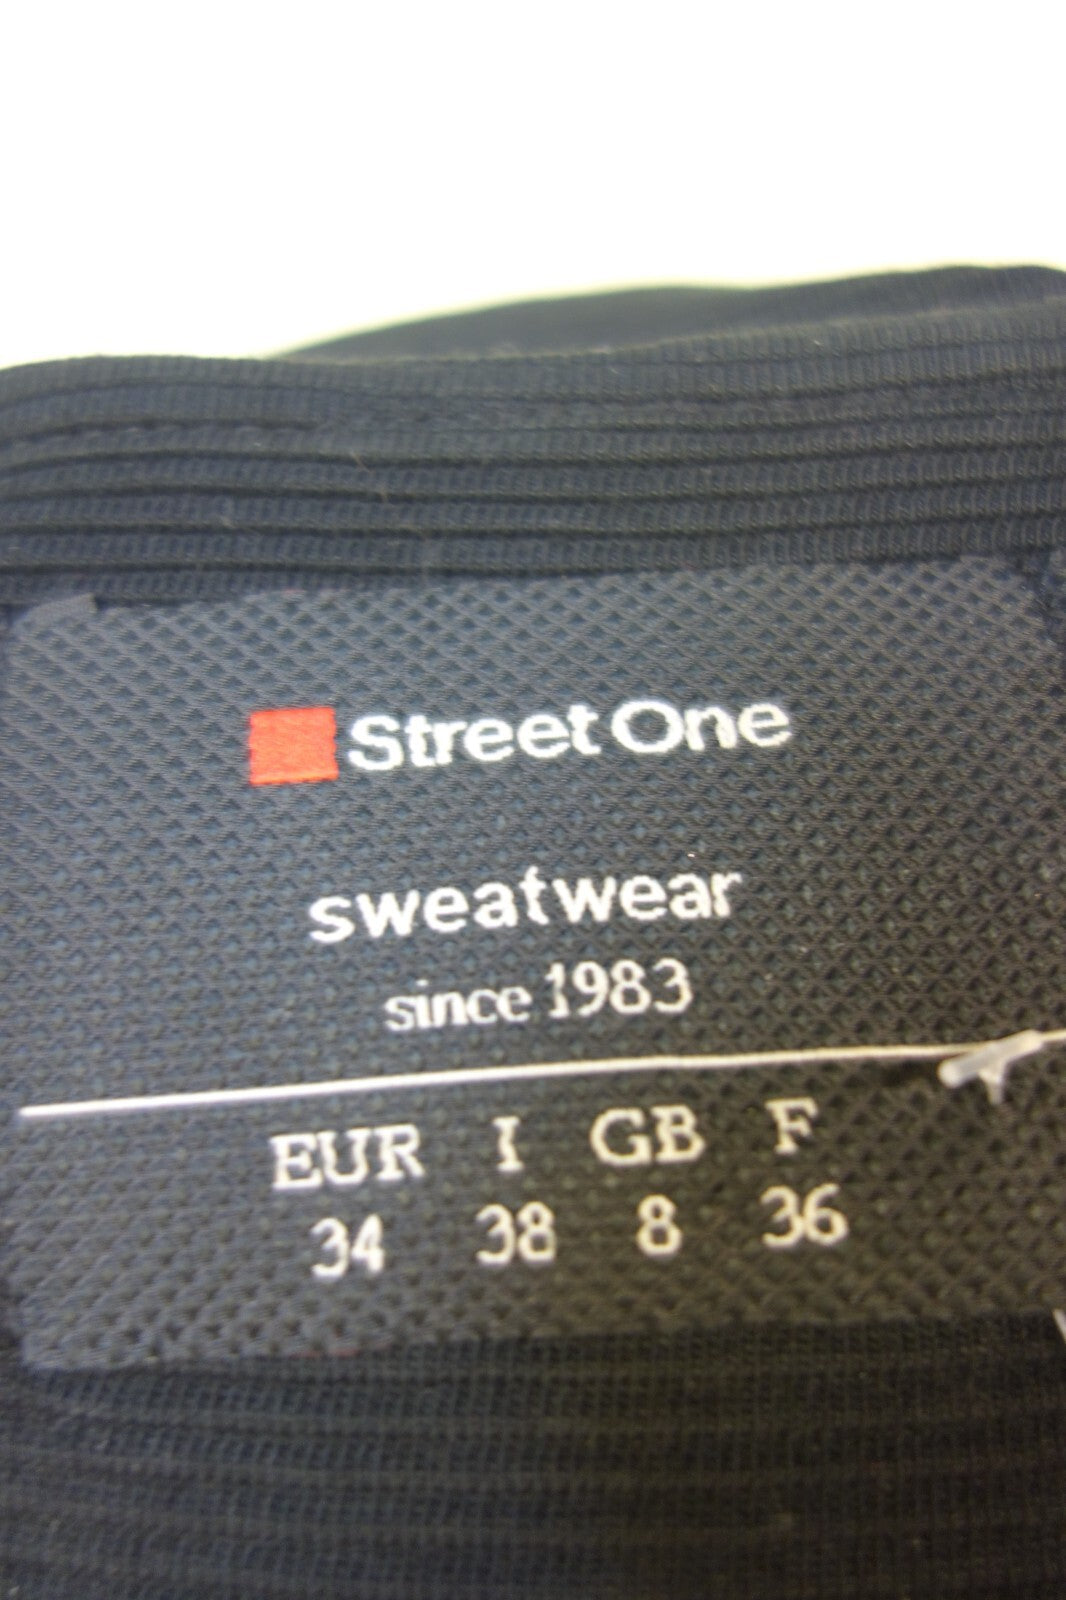 Street One
sweatwear
since 1983
EUR I GB F
34 38 8 36